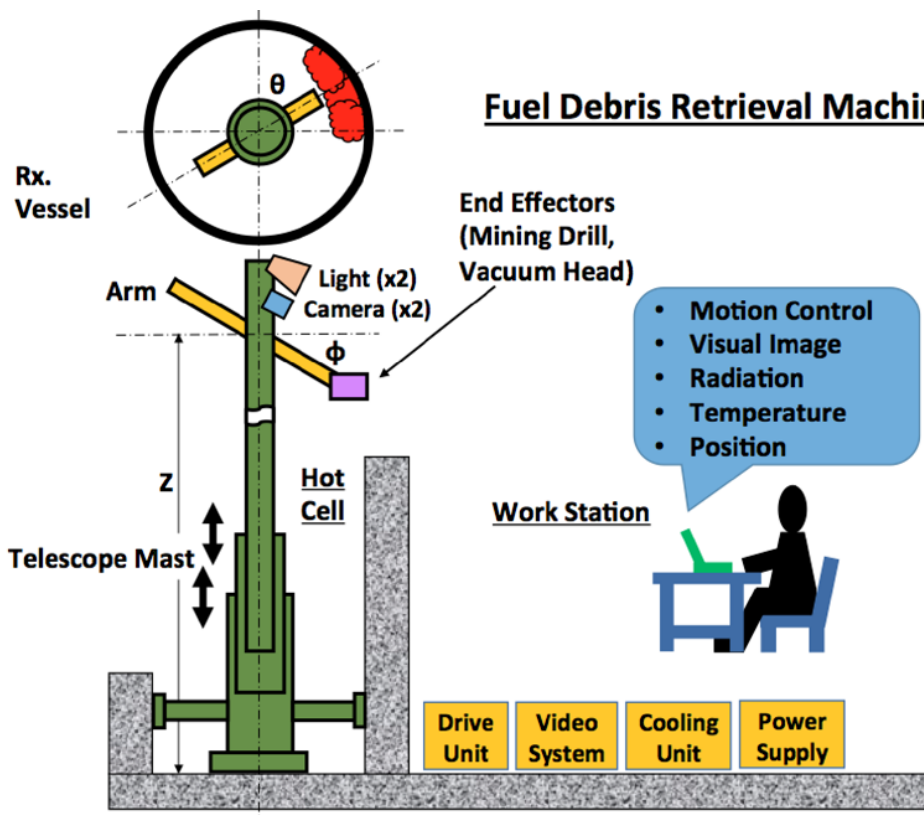 θ
Fuel Debris Retrieval Machi
Rx.
Vessel
End Effectors
(Mining Drill,
Vacuum Head)
Arm
Light (x2)
Camera (x2)
ϕ
• Motion Control
• Visual Image
• Radiation
• Temperature
• Position
Z
Hot
Cell
Work Station
Telescope Mast
Drive
Unit
Video
System
Cooling
Unit
Power
Supply